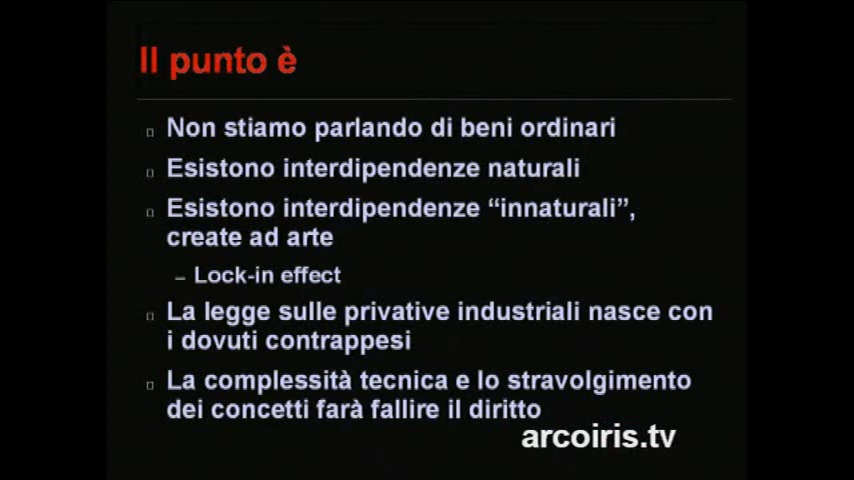 Il punto è
Non stiamo parlando di beni ordinari
Esistono interdipendenze naturali
Esistono interdipendenze “innaturali”,
create ad arte
– Lock-in effect
La legge sulle privative industriali nasce con
i dovuti contrappesi
La complessità tecnica e lo stravolgimento
dei concetti farà fallire il diritto
arcoiris.tv